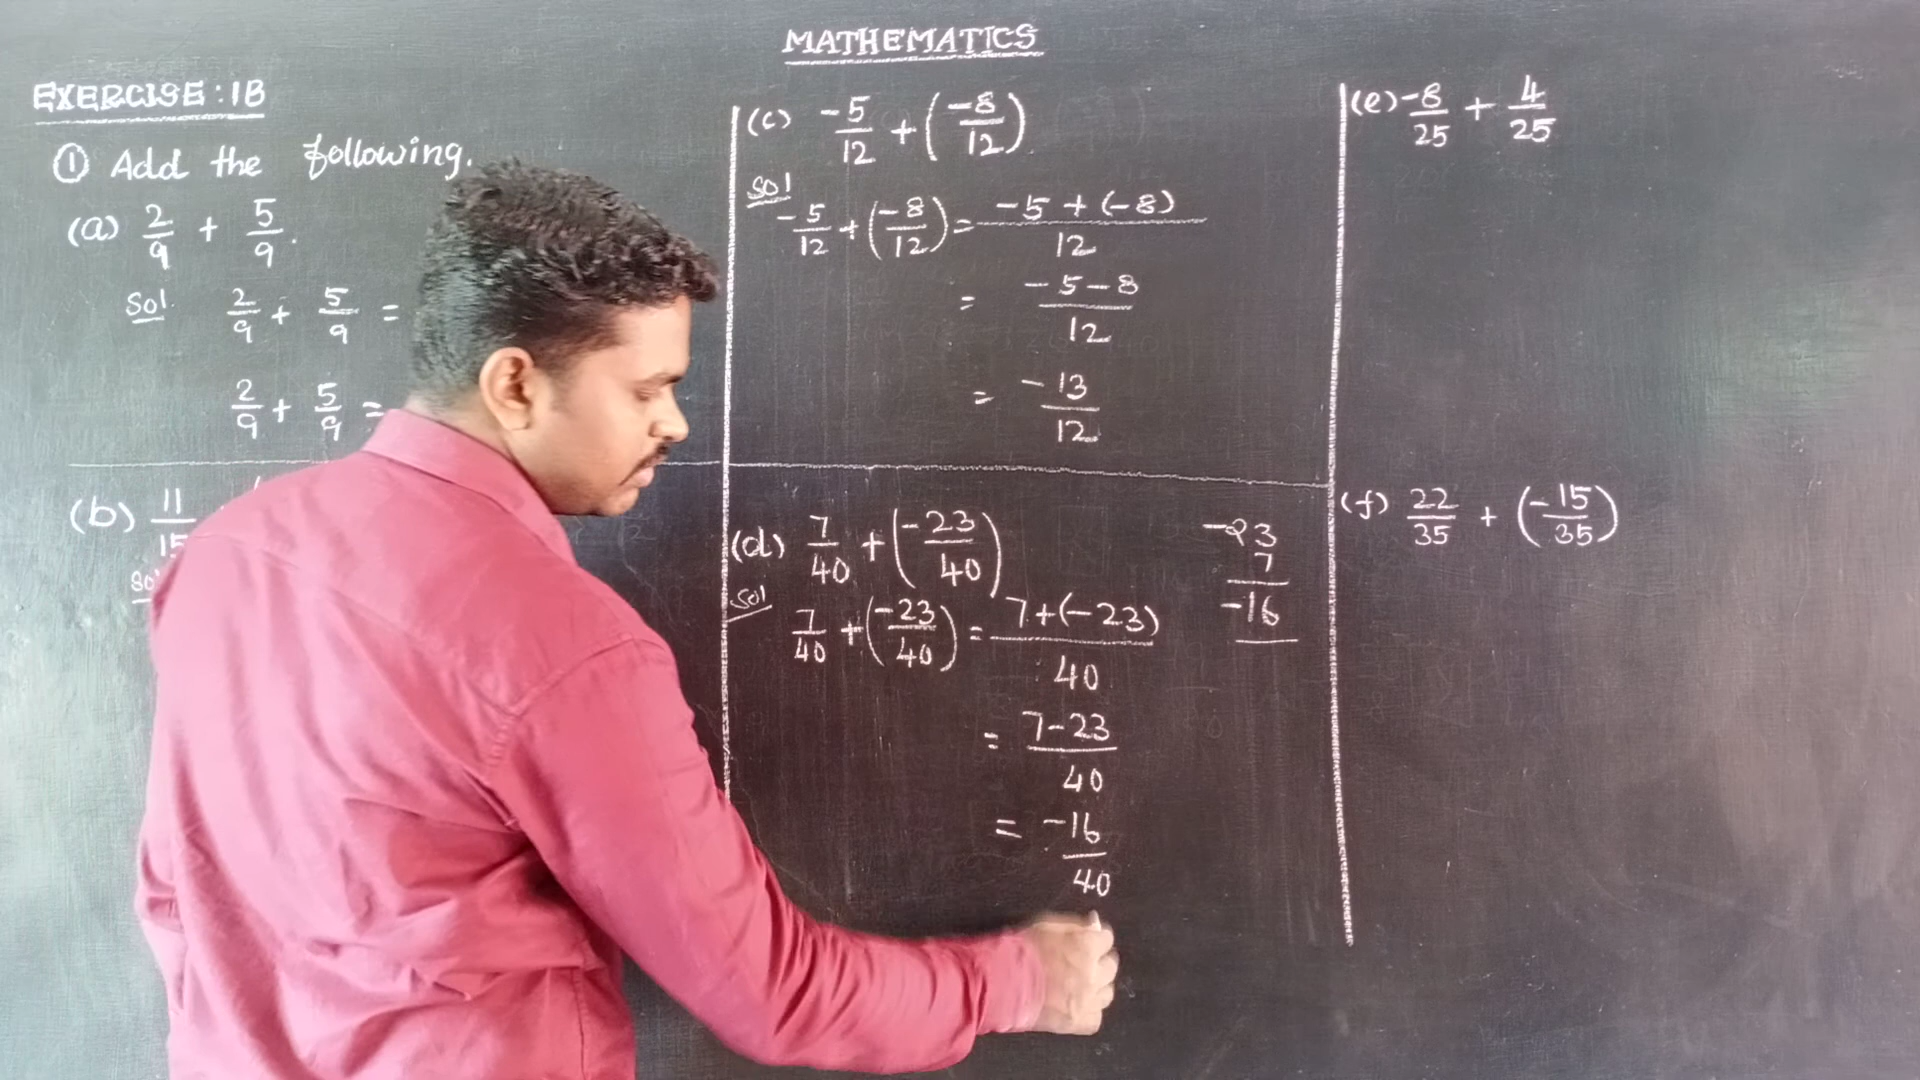 MATHEMATICS
EXERCISE: 1B
① Add the following.
(a) 2/9 + 5/9.
Sol. 2/9 + 5/9 =
2/9 + 5/9 =
(b) 11/15
Sol
(c) -5/12 + (-8/12)
Sol
-5/12 + (-8/12) = -5 + (-8)/12
= -5-8/12
= -13/12
(d) 7/40 + (-23/40)
Sol
7/40 + (-23/40) = 7+(-23)/40
= 7-23/40
= -16/40
-23
7
-16
(e) -8/25 + 4/25
(f) 22/35 + (-15/35)